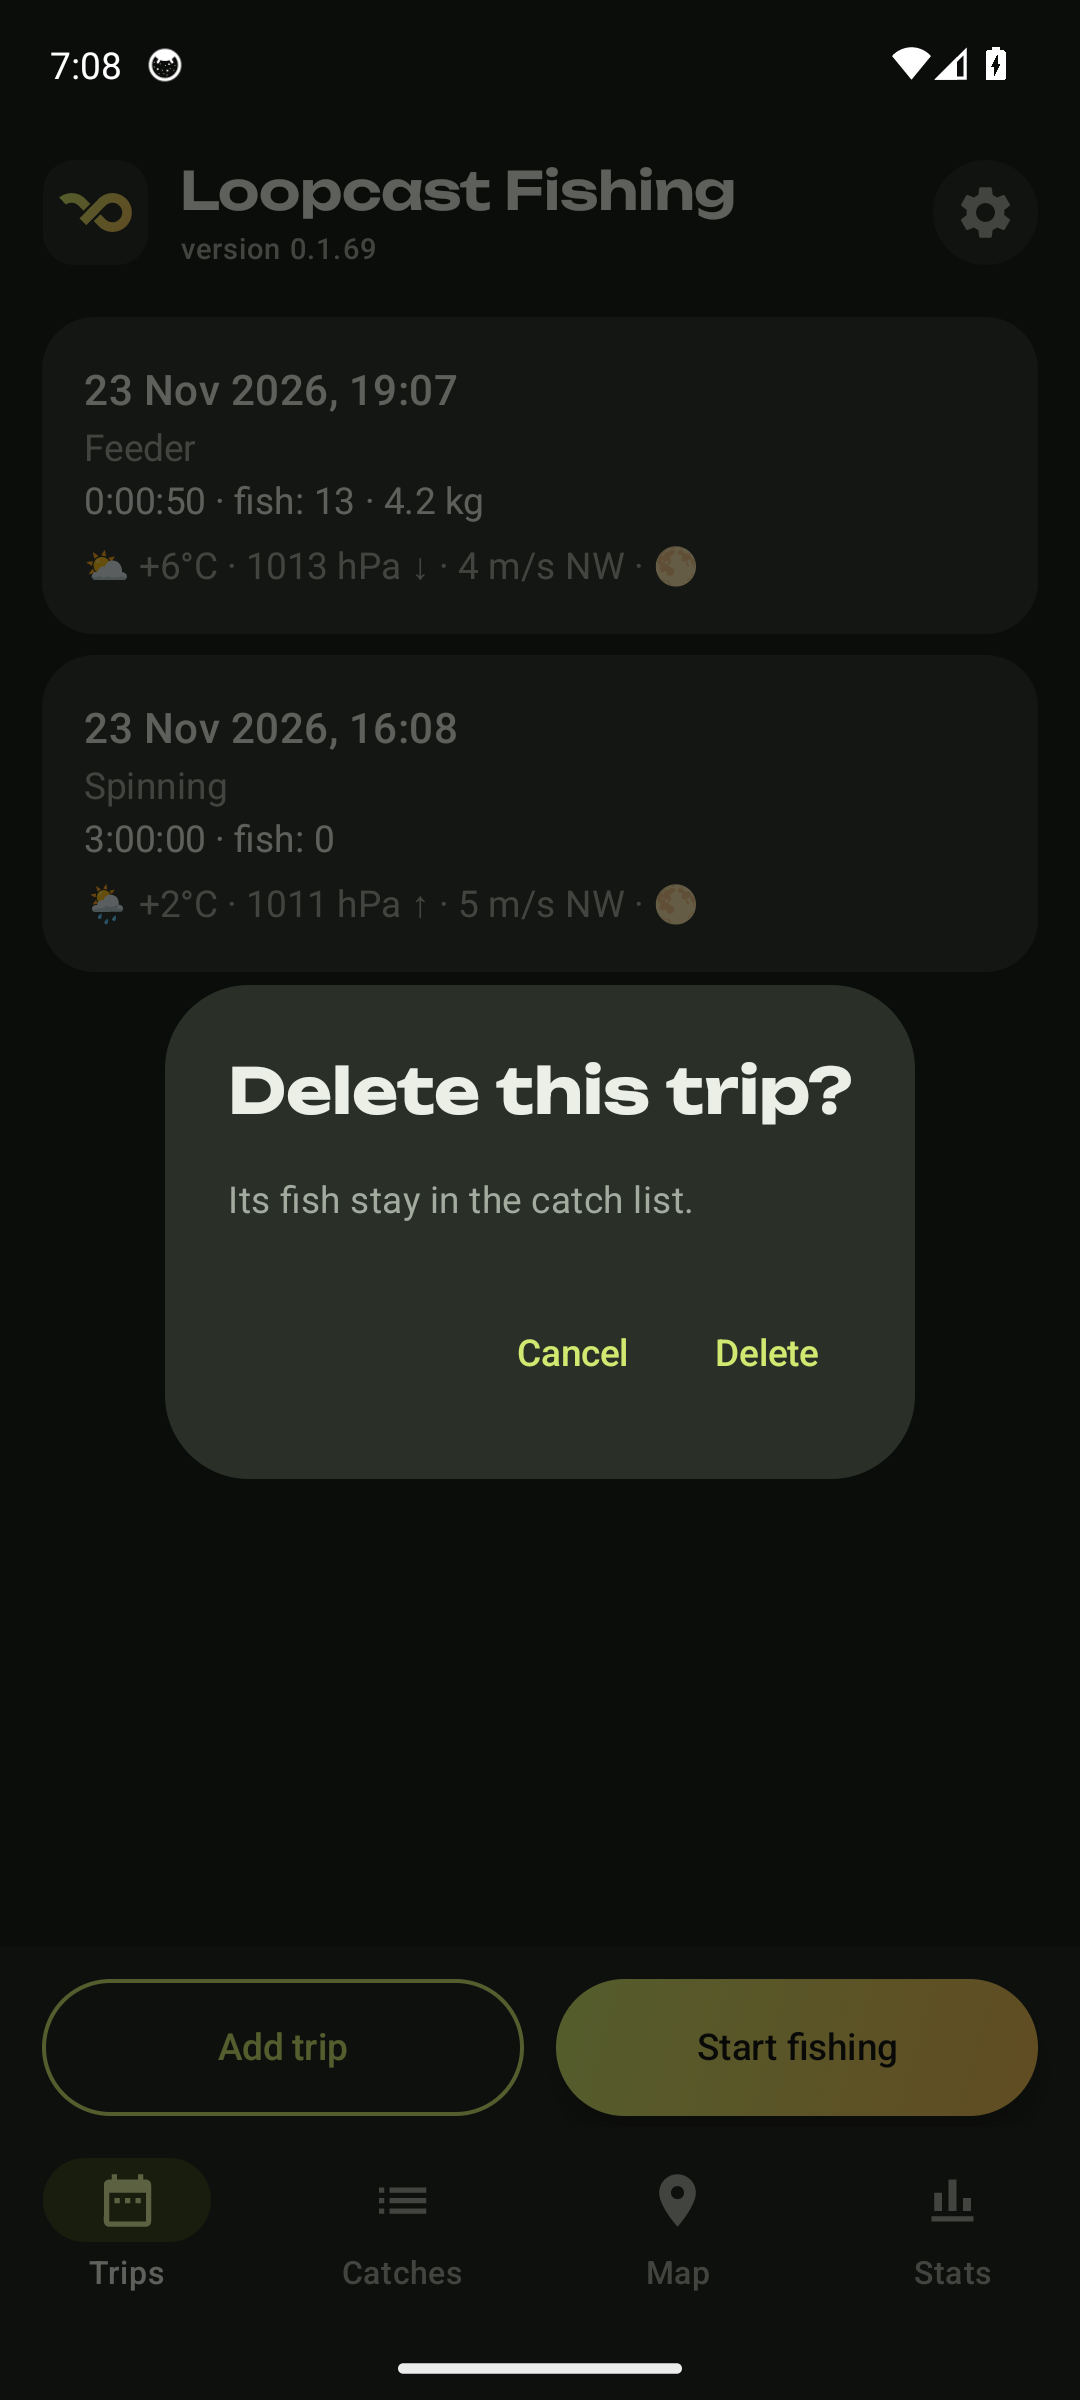 7:08
Loopcast Fishing
version 0.1.69
23 Nov 2026, 19:07
Feeder
0:00:50 · fish: 13 · 4.2 kg
+6°C · 1013 hPa ↓ · 4 m/s NW ·
23 Nov 2026, 16:08
Spinning
3:00:00 · fish: 0
+2°C · 1011 hPa ↑ · 5 m/s NW ·
Delete this trip?
Its fish stay in the catch list.
Cancel Delete
Add trip Start fishing
Trips Catches Map Stats